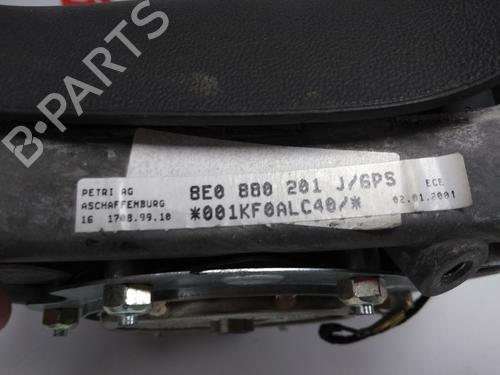 B-PARTS
PETRI AG
ASCHAFFENBURG
16 1708.99.10
8E0 880 201 J/6PS
*001KF0ALC40/*
ECE
02.01.2001